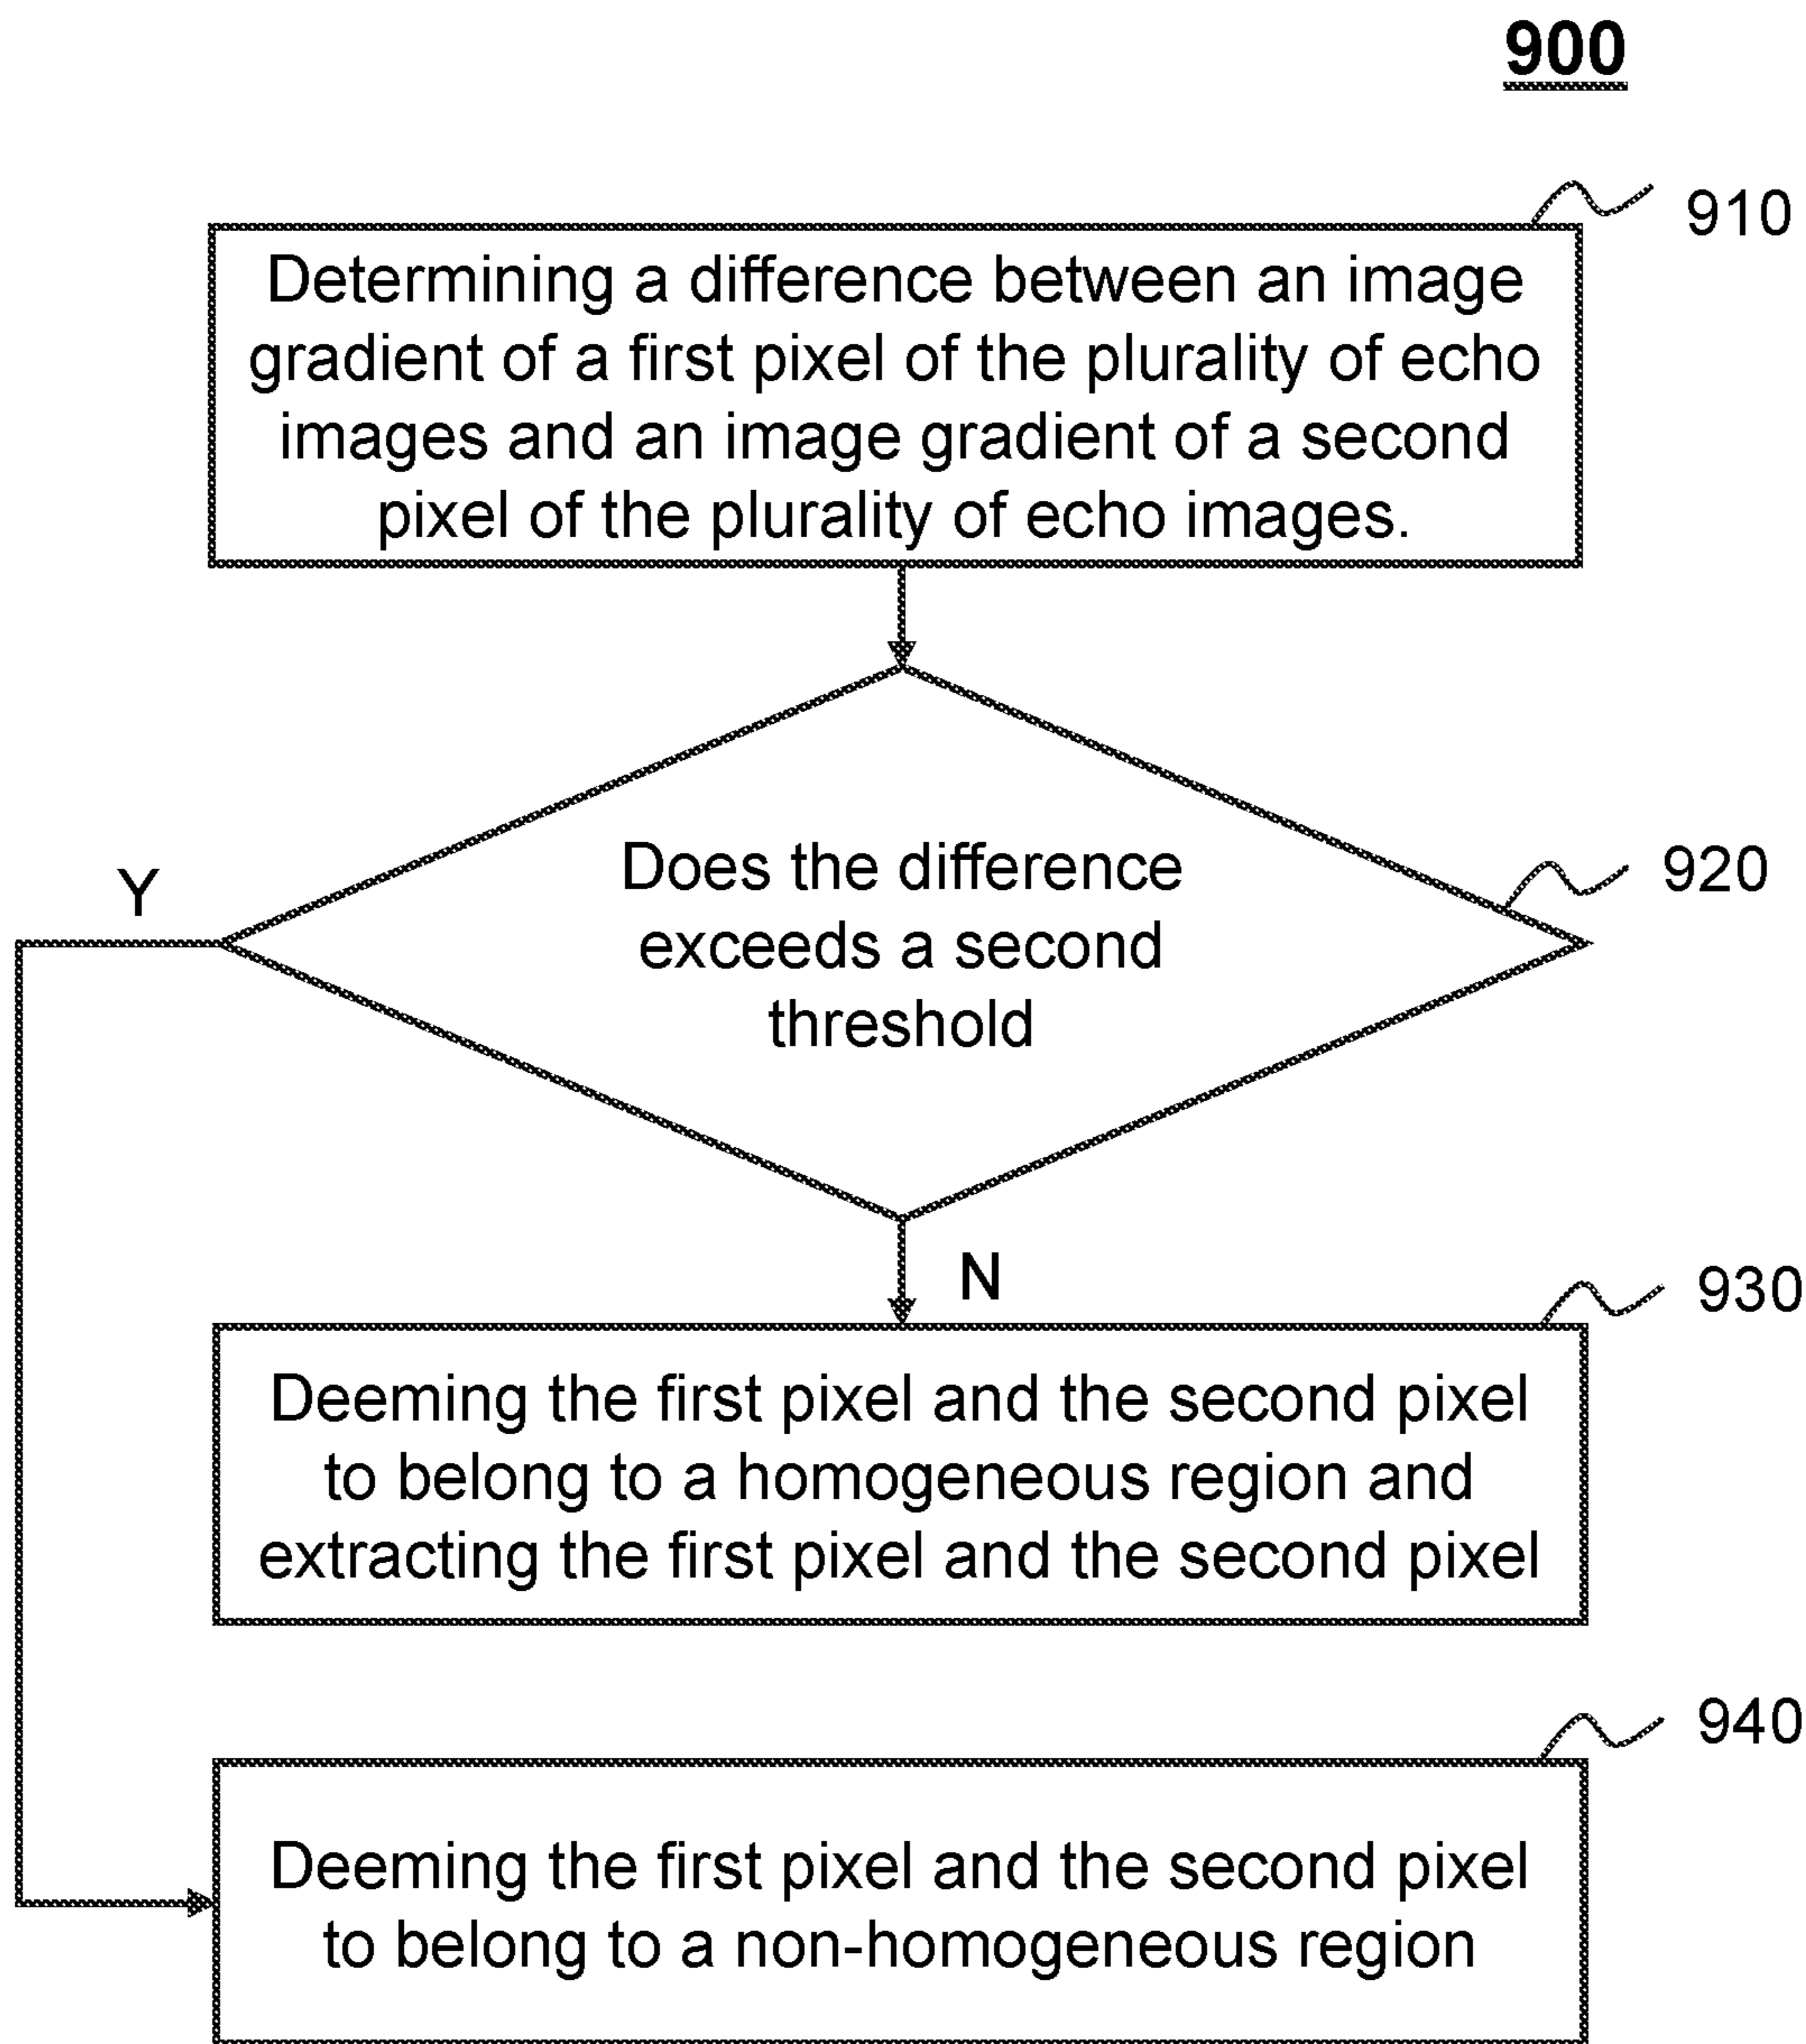 900
910
Determining a difference between an image
gradient of a first pixel of the plurality of echo
images and an image gradient of a second
pixel of the plurality of echo images.
920
Y
Does the difference
exceeds a second
threshold
N
930
Deeming the first pixel and the second pixel
to belong to a homogeneous region and
extracting the first pixel and the second pixel
940
Deeming the first pixel and the second pixel
to belong to a non-homogeneous region